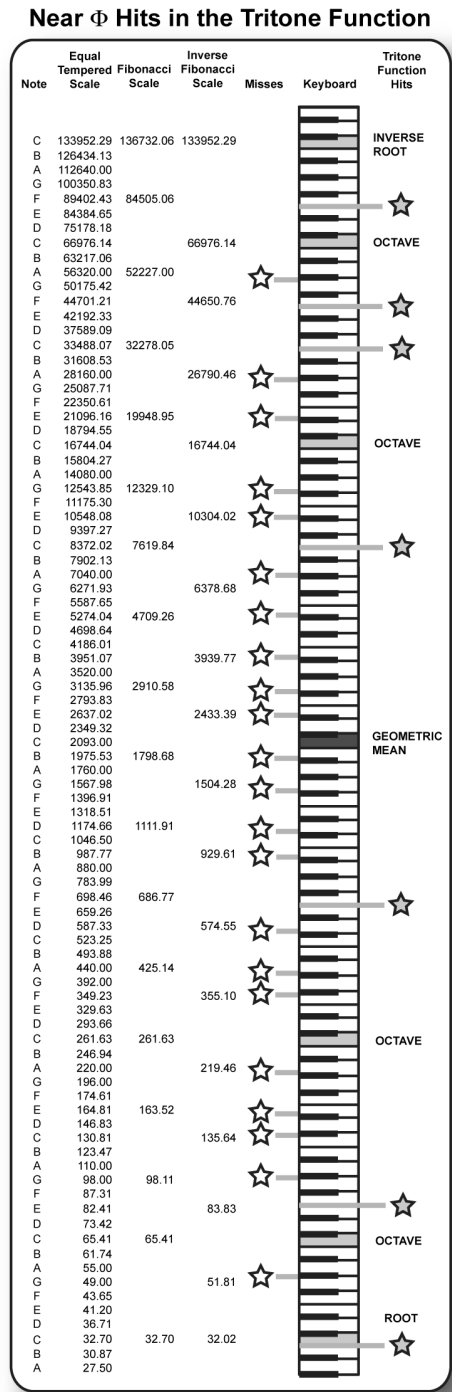 Near Φ Hits in the Tritone Function
Note Equal Tempered Scale Fibonacci Scale Inverse Fibonacci Scale Misses Keyboard Tritone Function Hits
C 133952.29 136732.06 133952.29 INVERSE ROOT
B 126434.13
A 112640.00
G 100350.83
F 89402.43 84505.06
E 84384.65
D 75178.18
C 66976.14 66976.14 OCTAVE
B 63217.06
A 56320.00 52227.00
G 50175.42
F 44701.21 44650.76
E 42192.33
D 37589.09
C 33488.07 32278.05
B 31608.53
A 28160.00 26790.46
G 25087.71
F 22350.61
E 21096.16 19948.95
D 18794.55
C 16744.04 16744.04 OCTAVE
B 15804.27
A 14080.00
G 12543.85 12329.10
F 11175.30
E 10548.08 10304.02
D 9397.27
C 8372.02 7619.84
B 7902.13
A 7040.00
G 6271.93 6378.68
F 5587.65
E 5274.04 4709.26
D 4698.64
C 4186.01
B 3951.07 3939.77
A 3520.00
G 3135.96 2910.58
F 2793.83
E 2637.02 2433.39
D 2349.32
C 2093.00 GEOMETRIC MEAN
B 1975.53 1798.68
A 1760.00
G 1567.98 1504.28
F 1396.91
E 1318.51
D 1174.66 1111.91
C 1046.50
B 987.77 929.61
A 880.00
G 783.99
F 698.46 686.77
E 659.26
D 587.33 574.55
C 523.25
B 493.88
A 440.00 425.14
G 392.00
F 349.23 355.10
E 329.63
D 293.66
C 261.63 261.63 OCTAVE
B 246.94
A 220.00 219.46
G 196.00
F 174.61
E 164.81 163.52
D 146.83
C 130.81 135.64
B 123.47
A 110.00
G 98.00 98.11
F 87.31
E 82.41 83.83
D 73.42
C 65.41 65.41 OCTAVE
B 61.74
A 55.00
G 49.00 51.81
F 43.65
E 41.20
D 36.71 ROOT
C 32.70 32.70 32.02
B 30.87
A 27.50